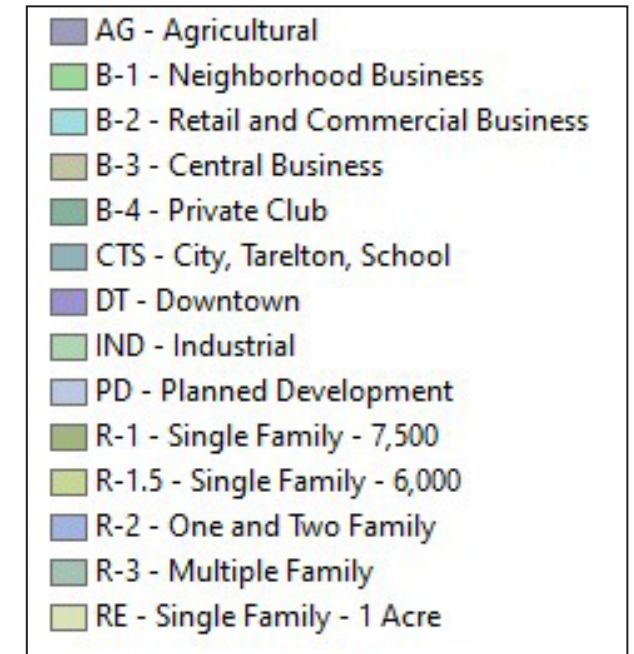 AG - Agricultural
B-1 - Neighborhood Business
B-2 - Retail and Commercial Business
B-3 - Central Business
B-4 - Private Club
CTS - City, Tarelton, School
DT - Downtown
IND - Industrial
PD - Planned Development
R-1 - Single Family - 7,500
R-1.5 - Single Family - 6,000
R-2 - One and Two Family
R-3 - Multiple Family
RE - Single Family - 1 Acre